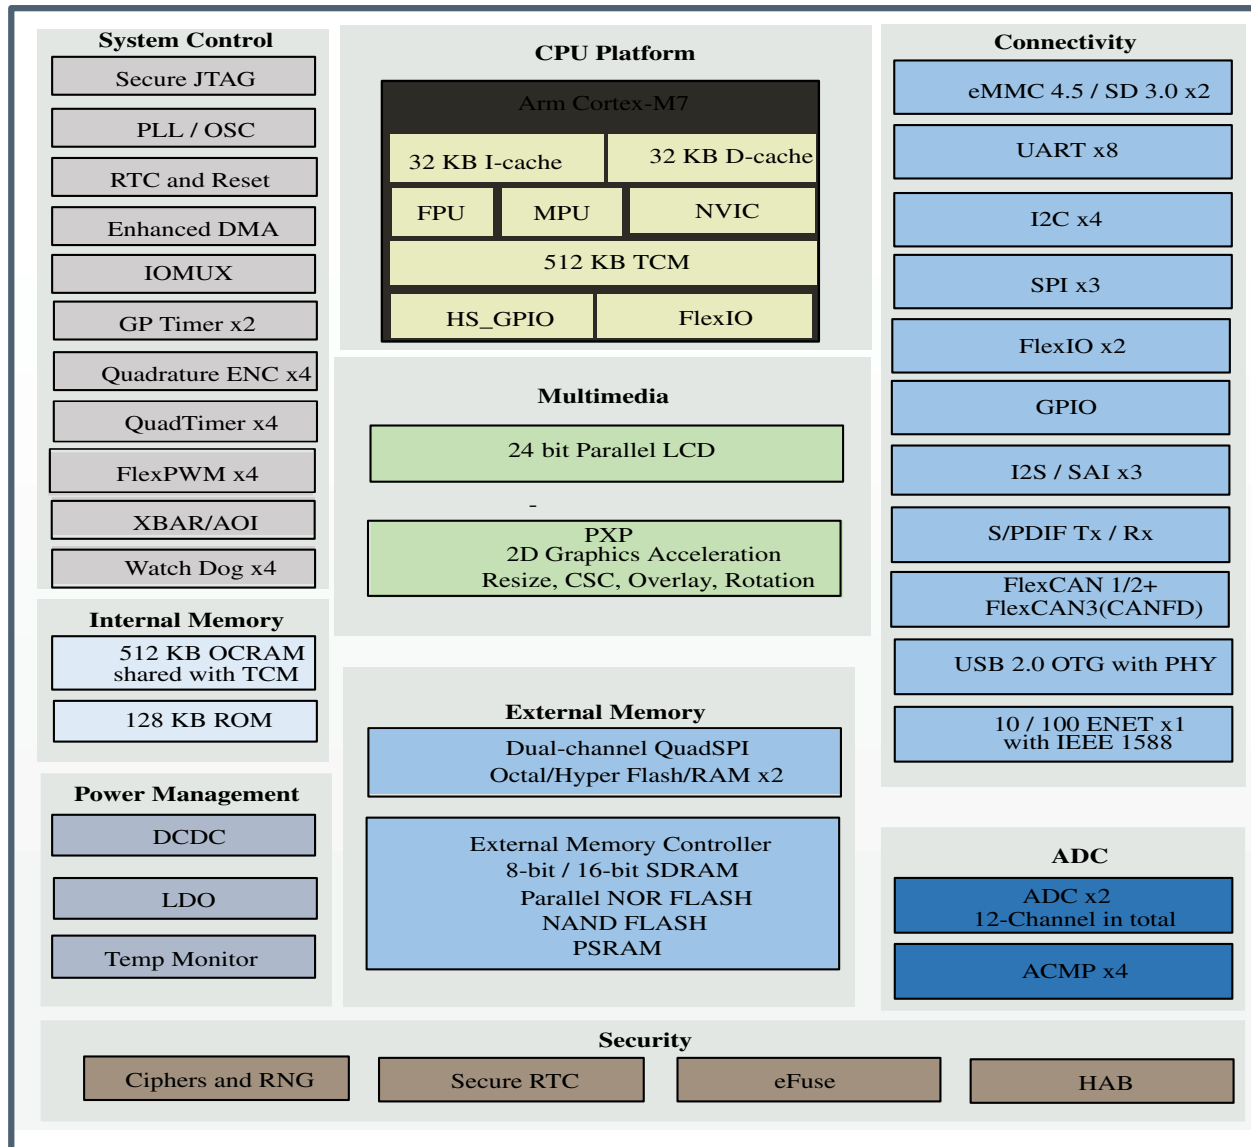 System Control
Secure JTAG
PLL / OSC
RTC and Reset
Enhanced DMA
IOMUX
GP Timer x2
Quadrature ENC x4
QuadTimer x4
FlexPWM x4
XBAR/AOI
Watch Dog x4
Internal Memory
512 KB OCRAM
shared with TCM
128 KB ROM
Power Management
DCDC
LDO
Temp Monitor
CPU Platform
Arm Cortex-M7
32 KB I-cache
32 KB D-cache
FPU
MPU
NVIC
512 KB TCM
HS_GPIO
FlexIO
Multimedia
24 bit Parallel LCD
-
PXP
2D Graphics Acceleration
Resize, CSC, Overlay, Rotation
External Memory
Dual-channel QuadSPI
Octal/Hyper Flash/RAM x2
External Memory Controller
8-bit / 16-bit SDRAM
Parallel NOR FLASH
NAND FLASH
PSRAM
Connectivity
eMMC 4.5 / SD 3.0 x2
UART x8
I2C x4
SPI x3
FlexIO x2
GPIO
I2S / SAI x3
S/PDIF Tx / Rx
FlexCAN 1/2+
FlexCAN3(CANFD)
USB 2.0 OTG with PHY
10 / 100 ENET x1
with IEEE 1588
ADC
ADC x2
12-Channel in total
ACMP x4
Security
Ciphers and RNG
Secure RTC
eFuse
HAB